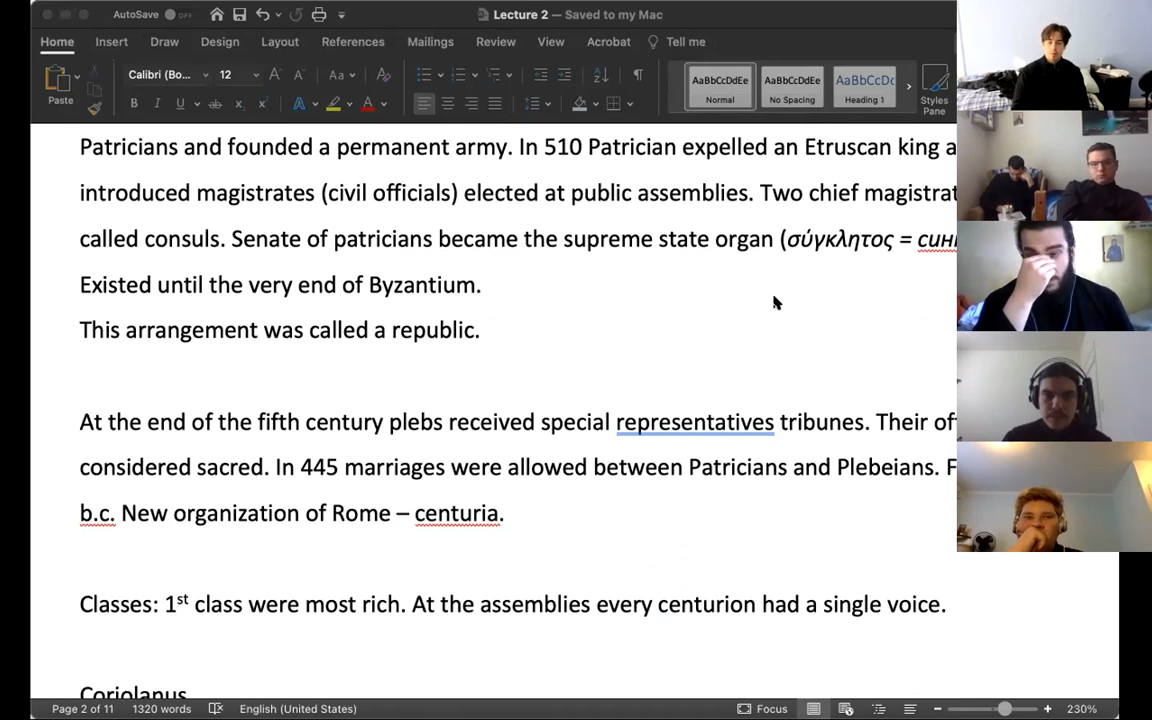 AutoSave OFF
Lecture 2 — Saved to my Mac
Home Insert Draw Design Layout References Mailings Review View Acrobat Tell me
Paste
Calibri (Bo... 12
AaBbCcDdEe AaBbCcDdEe AaBbCcDc
Normal No Spacing Heading 1
Styles
Pane
Patricians and founded a permanent army. In 510 Patrician expelled an Etruscan king a
introduced magistrates (civil officials) elected at public assemblies. Two chief magistrat
called consuls. Senate of patricians became the supreme state organ (σύγκλητος =
Existed until the very end of Byzantium.
This arrangement was called a republic.
At the end of the fifth century plebs received special representatives tribunes. Their of
considered sacred. In 445 marriages were allowed between Patricians and Plebeians. F
b.c. New organization of Rome – centuria.
Classes: 1st class were most rich. At the assemblies every centurion had a single voice.
Coriolanus
Page 2 of 11 1320 words English (United States) Focus 230%